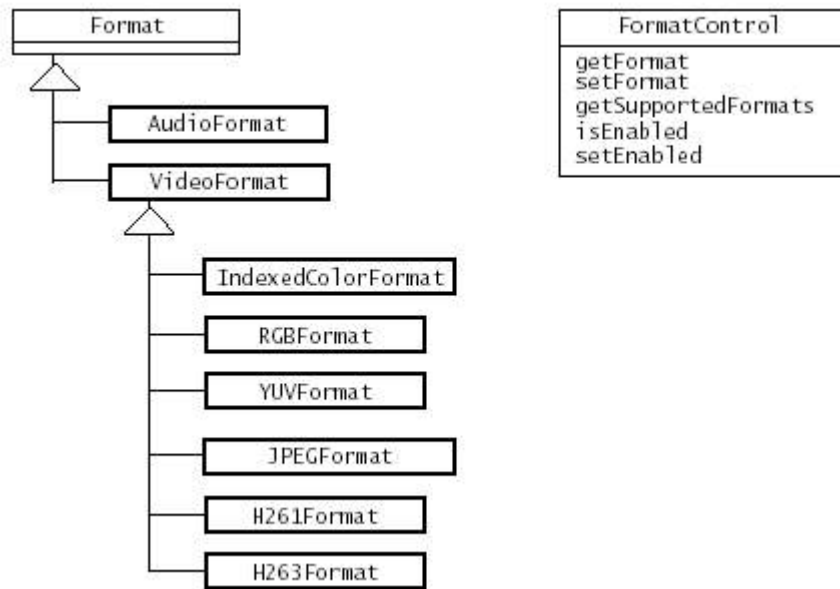 Format
AudioFormat
VideoFormat
IndexedColorFormat
RGBFormat
YUVFormat
JPEGFormat
H261Format
H263Format
FormatControl
getFormat
setFormat
getSupportedFormats
isEnabled
setEnabled